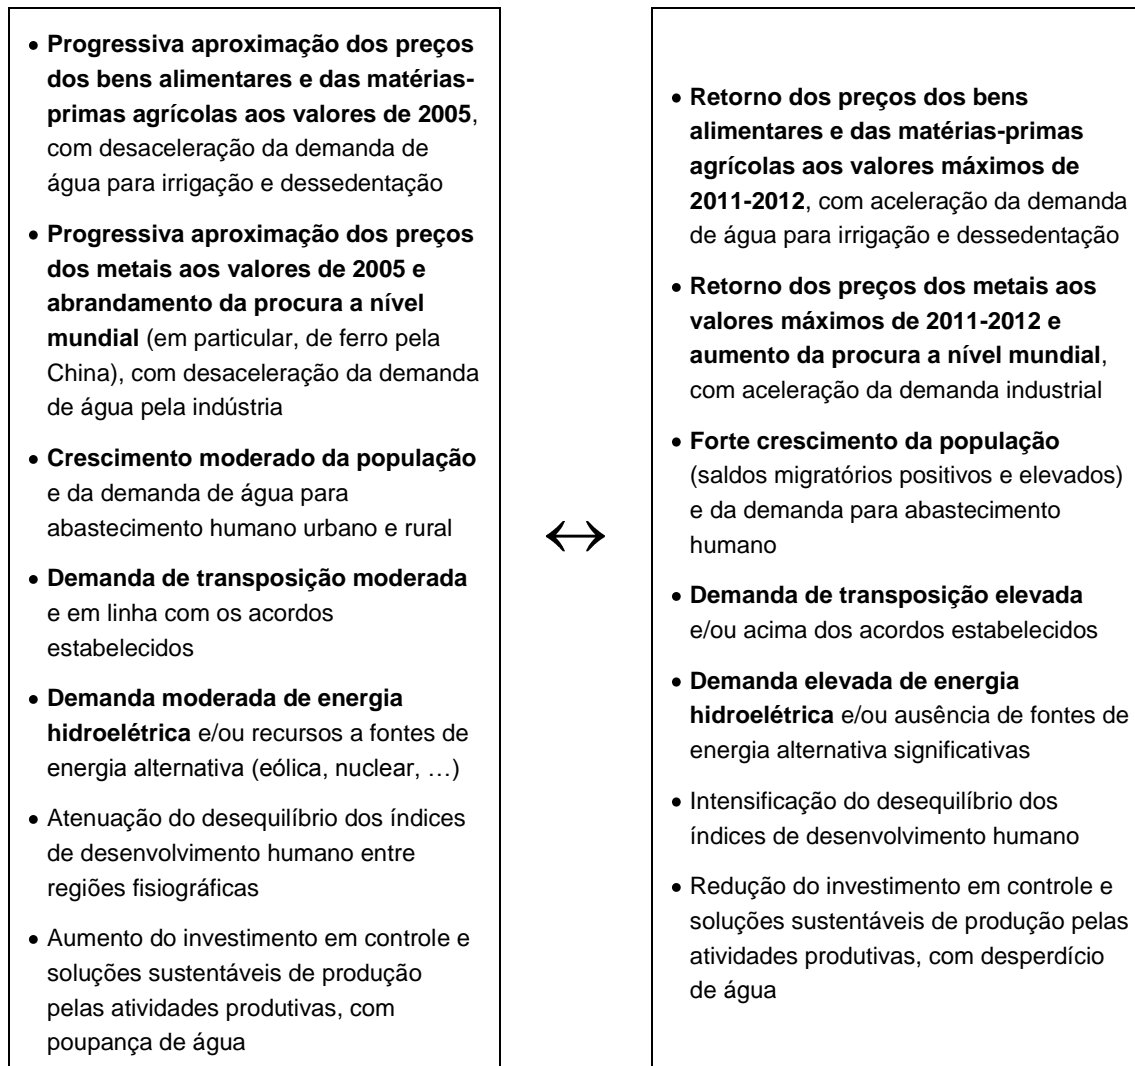 • Progressiva aproximação dos preços
dos bens alimentares e das matérias-
primas agrícolas aos valores de 2005,
com desaceleração da demanda de
água para irrigação e dessedentação
• Progressiva aproximação dos preços
dos metais aos valores de 2005 e
abrandamento da procura a nível
mundial (em particular, de ferro pela
China), com desaceleração da demanda
de água pela indústria
• Crescimento moderado da população
e da demanda de água para
abastecimento humano urbano e rural
• Demanda de transposição moderada
e em linha com os acordos
estabelecidos
• Demanda moderada de energia
hidroelétrica e/ou recursos a fontes de
energia alternativa (eólica, nuclear, …)
• Atenuação do desequilíbrio dos índices
de desenvolvimento humano entre
regiões fisiográficas
• Aumento do investimento em controle e
soluções sustentáveis de produção
pelas atividades produtivas, com
poupança de água
↔
• Retorno dos preços dos bens
alimentares e das matérias-primas
agrícolas aos valores máximos de
2011-2012, com aceleração da demanda
de água para irrigação e dessedentação
• Retorno dos preços dos metais aos
valores máximos de 2011-2012 e
aumento da procura a nível mundial,
com aceleração da demanda industrial
• Forte crescimento da população
(saldos migratórios positivos e elevados)
e da demanda para abastecimento
humano
• Demanda de transposição elevada
e/ou acima dos acordos estabelecidos
• Demanda elevada de energia
hidroelétrica e/ou ausência de fontes de
energia alternativa significativas
• Intensificação do desequilíbrio dos
índices de desenvolvimento humano
• Redução do investimento em controle e
soluções sustentáveis de produção pelas
atividades produtivas, com desperdício
de água